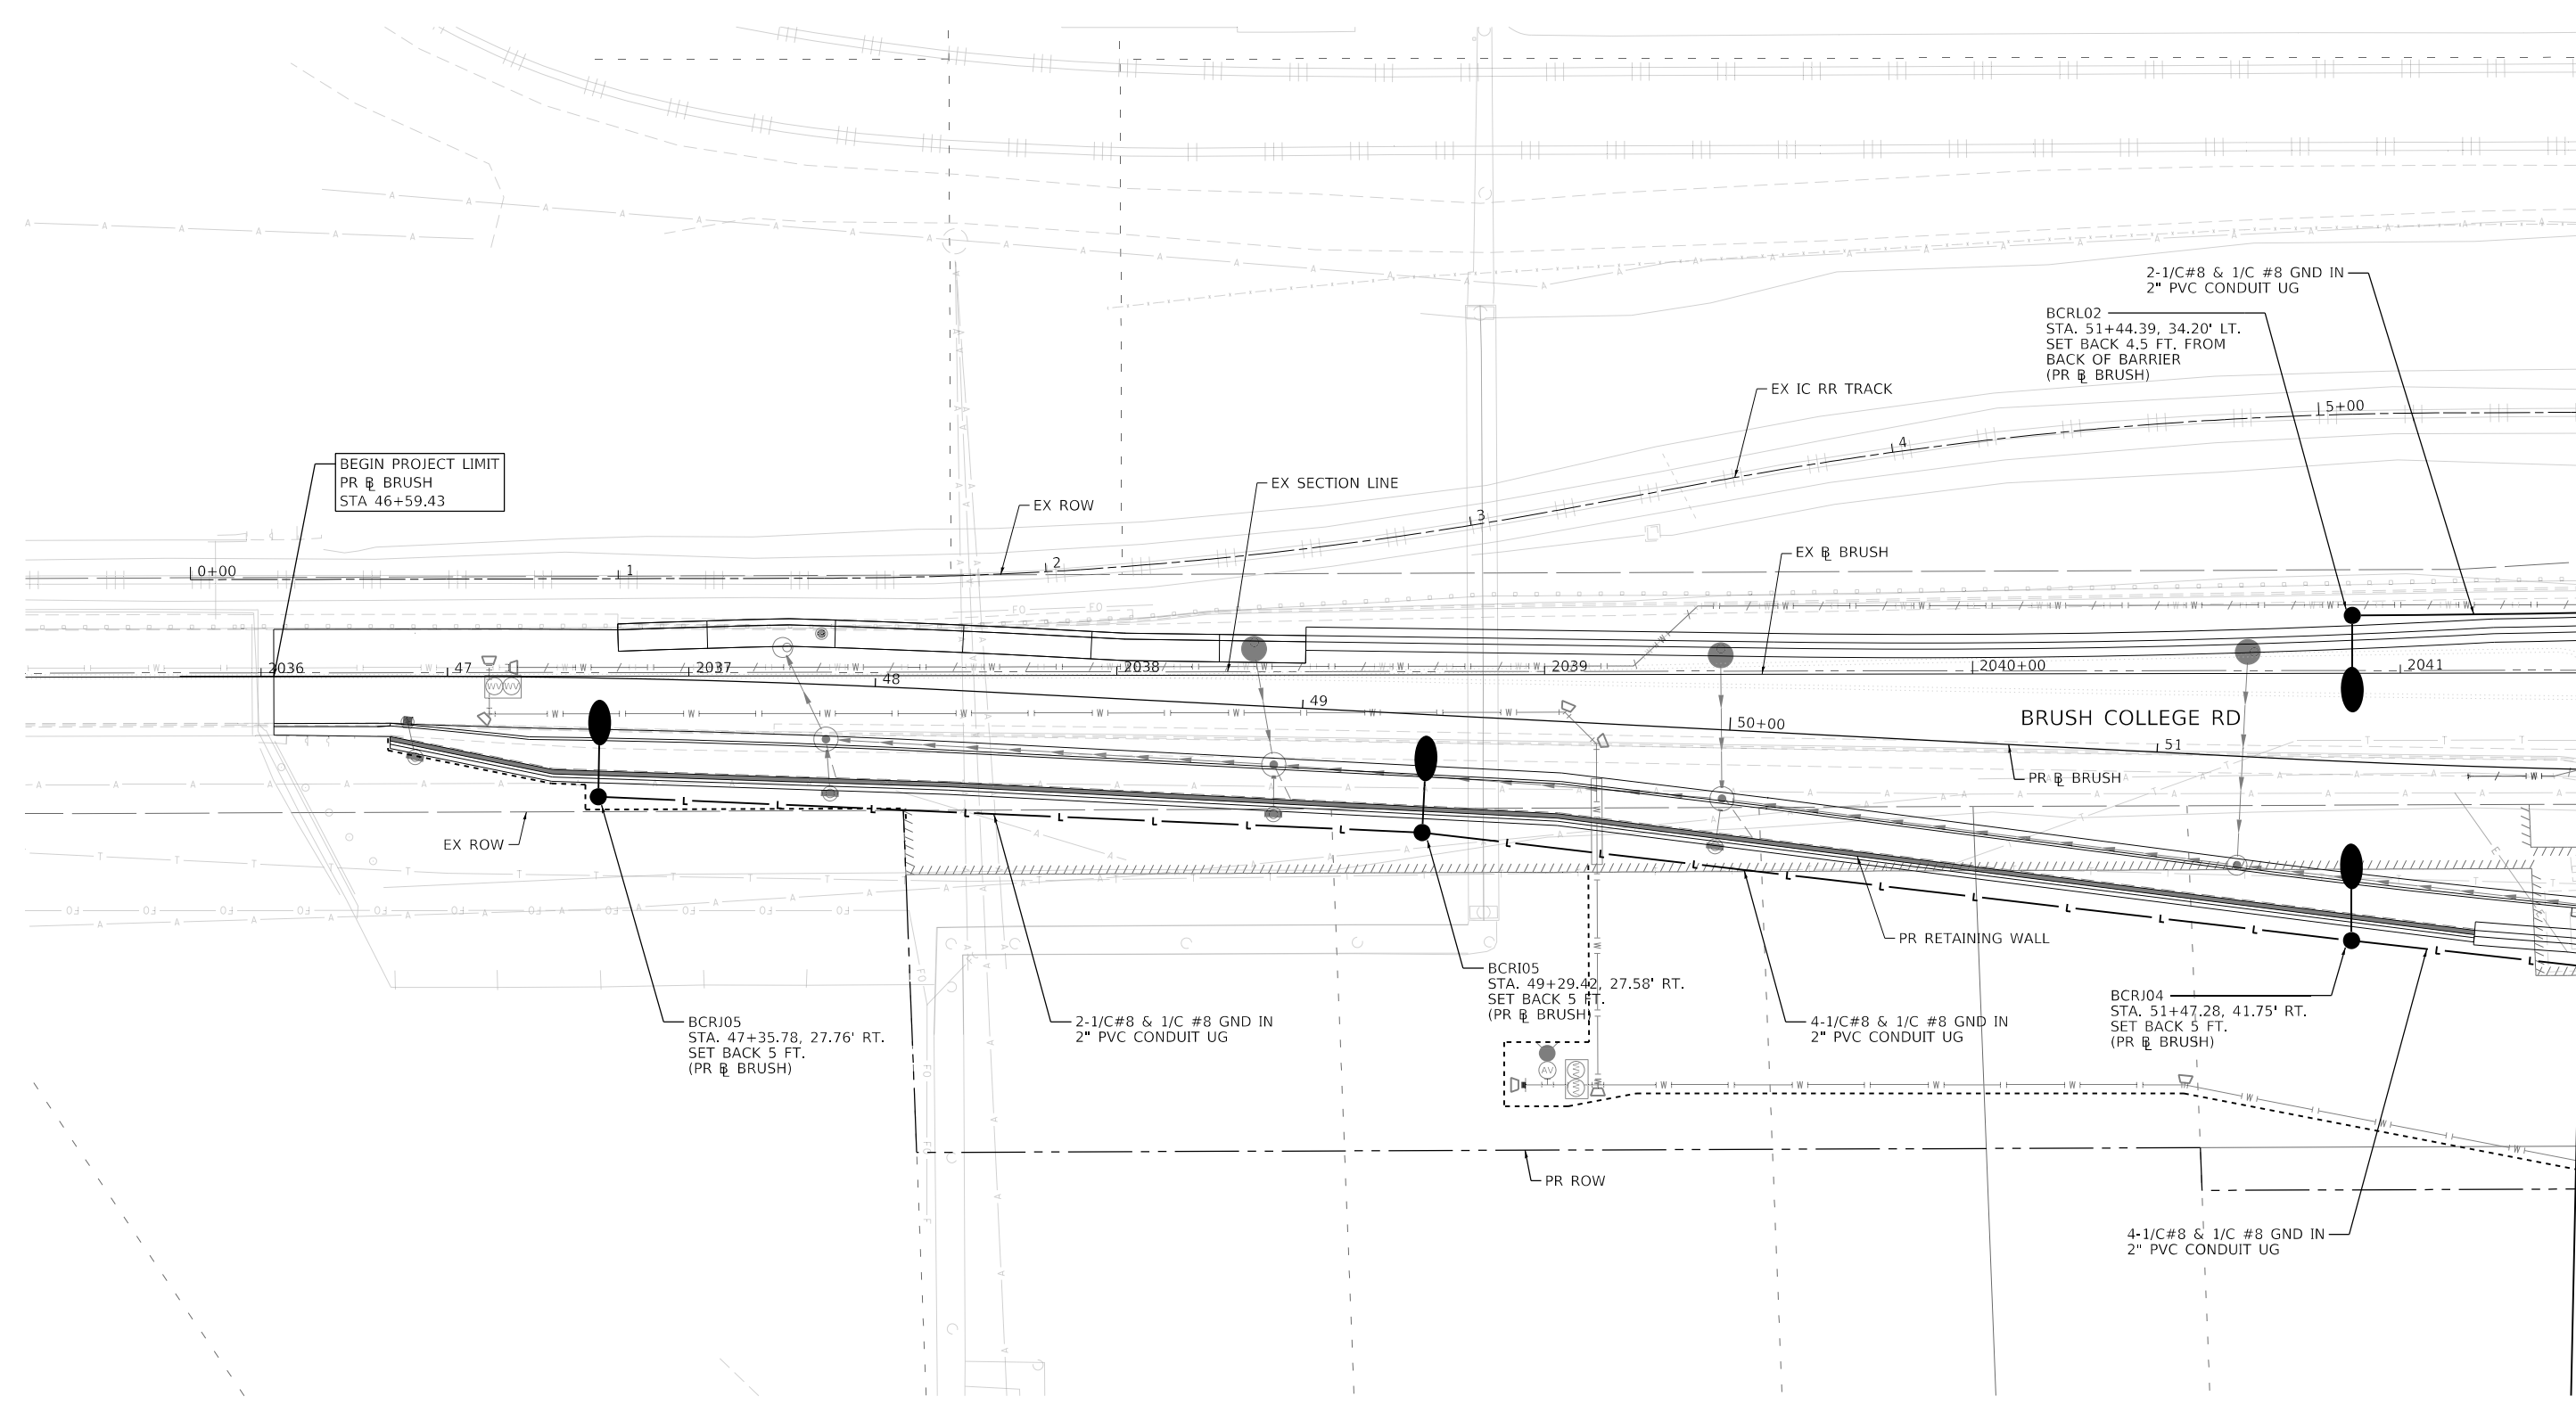 2-1/C#8 & 1/C #8 GND IN
2" PVC CONDUIT UG
BCRL02
STA. 51+44.39, 34.20' LT.
SET BACK 4.5 FT. FROM
BACK OF BARRIER
(PR ℄ BRUSH)
EX IC RR TRACK
5+00
4
BEGIN PROJECT LIMIT
PR ℄ BRUSH
STA 46+59.43
EX SECTION LINE
EX ROW
3
EX ℄ BRUSH
2
0+00
1
FO FO
2036
47
2037
2038
2039
2040+00
2041
48
49
50+00
51
BRUSH COLLEGE RD
PR ℄ BRUSH
EX ROW
PR RETAINING WALL
BCRI05
STA. 49+29.42, 27.58' RT.
SET BACK 5 FT.
(PR ℄ BRUSH)
BCRJ04
STA. 51+47.28, 41.75' RT.
SET BACK 5 FT.
(PR ℄ BRUSH)
BCRJ05
STA. 47+35.78, 27.76' RT.
SET BACK 5 FT.
(PR ℄ BRUSH)
2-1/C#8 & 1/C #8 GND IN
2" PVC CONDUIT UG
4-1/C#8 & 1/C #8 GND IN
2" PVC CONDUIT UG
AV
PR ROW
4-1/C#8 & 1/C #8 GND IN
2" PVC CONDUIT UG